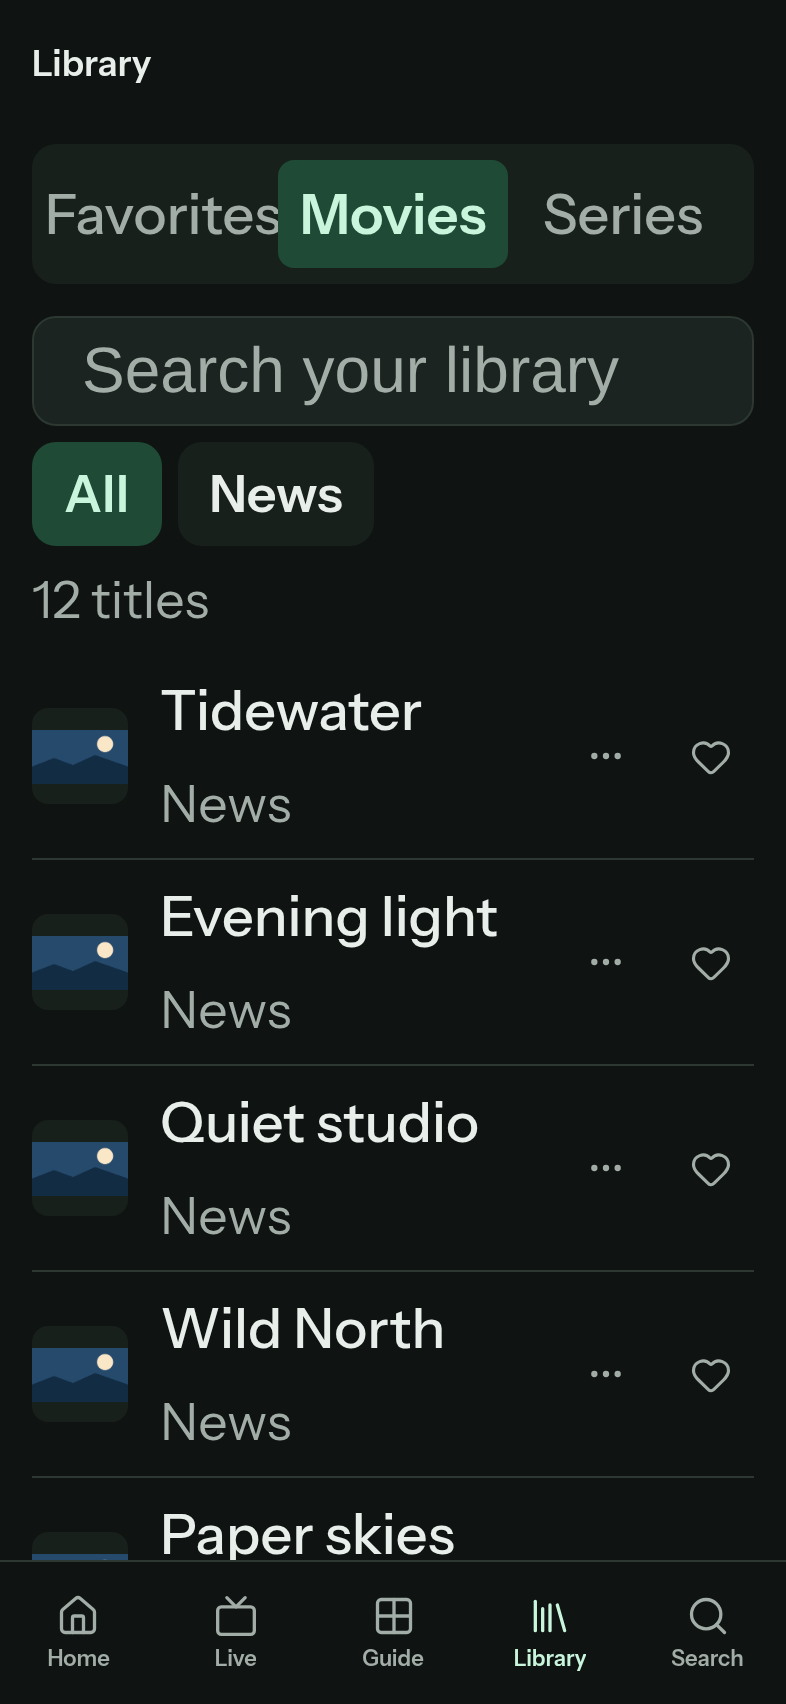 Library
Favorites Movies Series
Search your library
All News
12 titles
Tidewater
News
Evening light
News
Quiet studio
News
Wild North
News
Paper skies
Home Live Guide Library Search